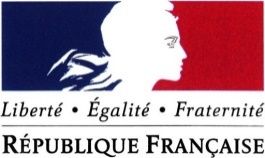 Liberté • Égalité • Fraternité
RÉPUBLIQUE FRANÇAISE